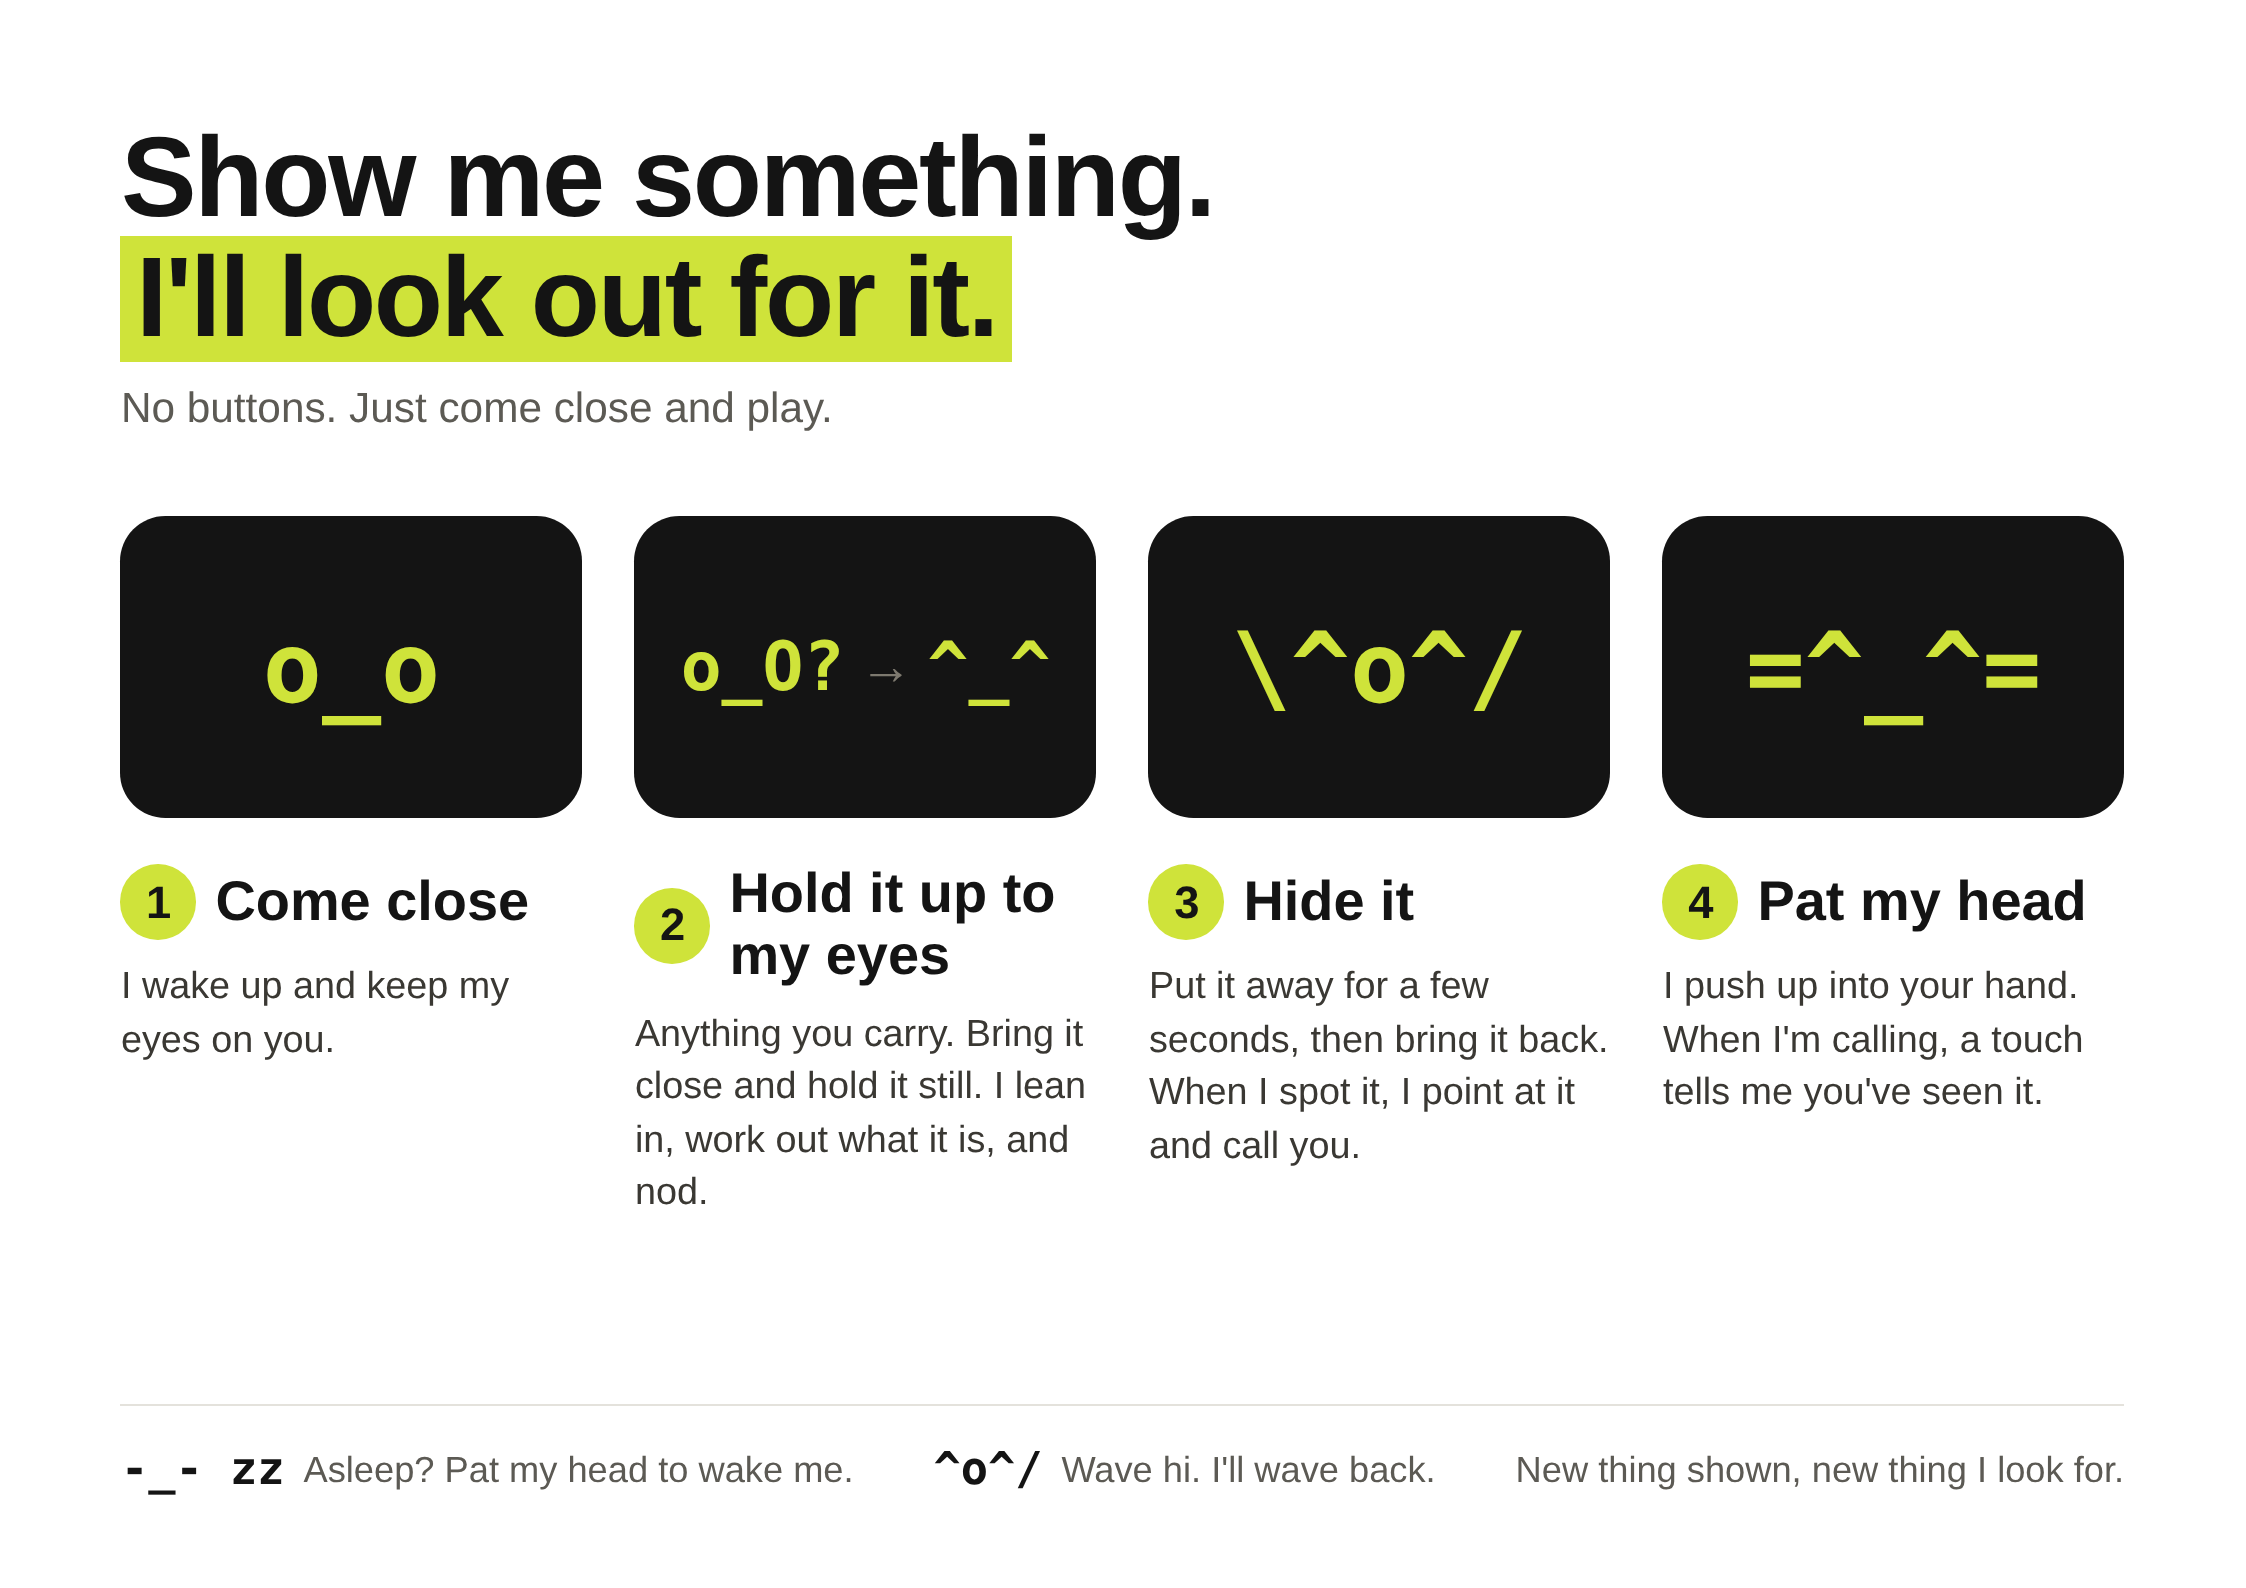 Show me something.
I'll look out for it.
No buttons. Just come close and play.
o_o
o_O? → ^_^
\^o^/
=^_^=
1 Come close
I wake up and keep my
eyes on you.
2 Hold it up to
my eyes
Anything you carry. Bring it
close and hold it still. I lean
in, work out what it is, and
nod.
3 Hide it
Put it away for a few
seconds, then bring it back.
When I spot it, I point at it
and call you.
4 Pat my head
I push up into your hand.
When I'm calling, a touch
tells me you've seen it.
-_- zz Asleep? Pat my head to wake me.
^o^/ Wave hi. I'll wave back.
New thing shown, new thing I look for.